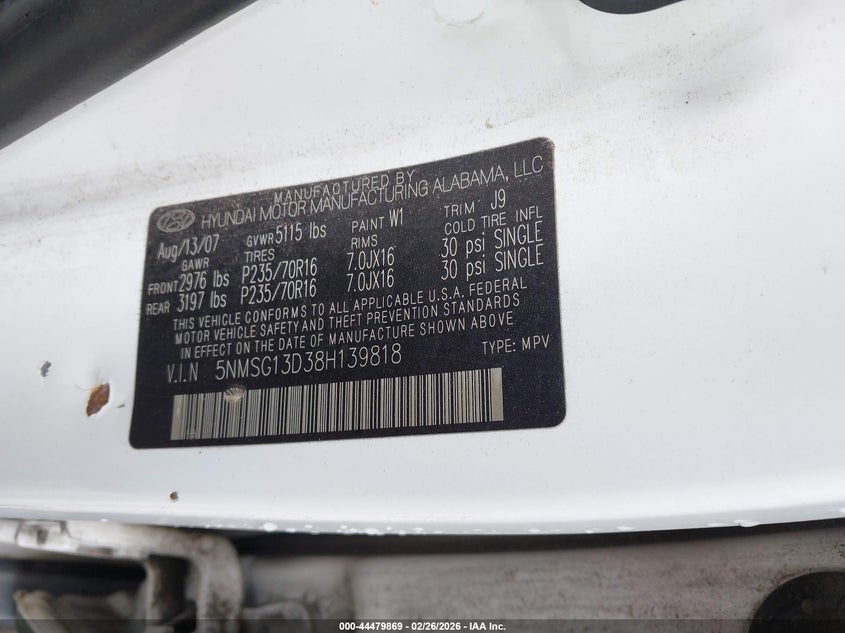 MANUFACTURED BY
HYUNDAI MOTOR MANUFACTURING ALABAMA, LLC
Aug/13/07 GVWR 5115 lbs PAINT W1 TRIM J9
GAWR TIRES RIMS COLD TIRE INFL
FRONT 2976 lbs P235/70R16 7.0JX16 30 psi SINGLE
REAR 3197 lbs P235/70R16 7.0JX16 30 psi SINGLE
THIS VEHICLE CONFORMS TO ALL APPLICABLE U.S.A. FEDERAL
MOTOR VEHICLE SAFETY AND THEFT PREVENTION STANDARDS
IN EFFECT ON THE DATE OF MANUFACTURE SHOWN ABOVE
V.I.N 5NMSG13D38H139818 TYPE: MPV
000-44479869 - 02/26/2026 - IAA Inc.